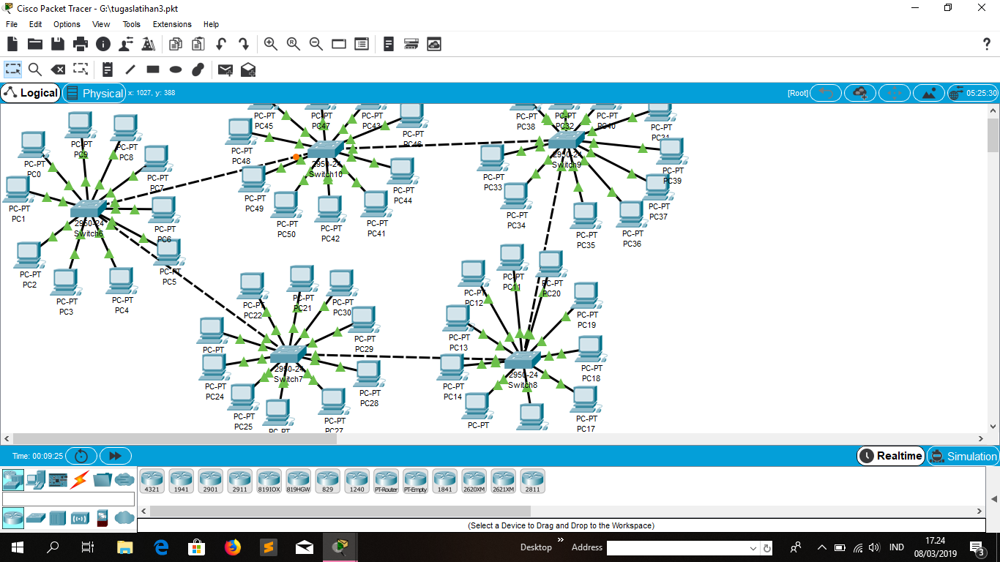 Cisco Packet Tracer - G:\tugaslatihan3.pkt
File Edit Options View Tools Extensions Help
Logical Physical x: 1027, y: 388 [Root] 05:25:30
PC-PT
PC45
PC-PT
PC47
PC-PT
PC43
PC-PT
PC46
PC-PT
PC48
PC-PT
PC49
PC-PT
PC50
PC-PT
PC42
PC-PT
PC41
PC-PT
PC44
2950-24
Switch10
PC-PT
PC38
PC-PT
PC32
PC-PT
PC40
PC-PT
PC31
PC-PT
PC39
PC-PT
PC33
PC-PT
PC34
PC-PT
PC35
PC-PT
PC36
PC-PT
PC37
2950-24
Switch9
PC-PT
PC9
PC-PT
PC8
PC-PT
PC0
PC-PT
PC7
PC-PT
PC1
PC-PT
PC6
PC-PT
PC2
PC-PT
PC3
PC-PT
PC4
PC-PT
PC5
2950-24
Switch6
PC-PT
PC22
PC-PT
PC21
PC-PT
PC30
PC-PT
PC29
PC-PT
PC-PT
PC24
PC-PT
PC25
PC-PT
PC-PT
PC27
PC-PT
PC28
2950-24
Switch7
PC-PT
PC12
PC-PT
PC11
PC-PT
PC20
PC-PT
PC19
PC-PT
PC13
PC-PT
PC18
PC-PT
PC14
PC-PT
PC-PT
PC17
2950-24
Switch8
Time: 00:09:25 Realtime Simulation
4321 1941 2901 2911 819IOX 819HGW 829 1240 PT-Router PT-Empty 1841 2620XM 2621XM 2811
(Select a Device to Drag and Drop to the Workspace)
Desktop » Address IND 17.24
08/03/2019 3